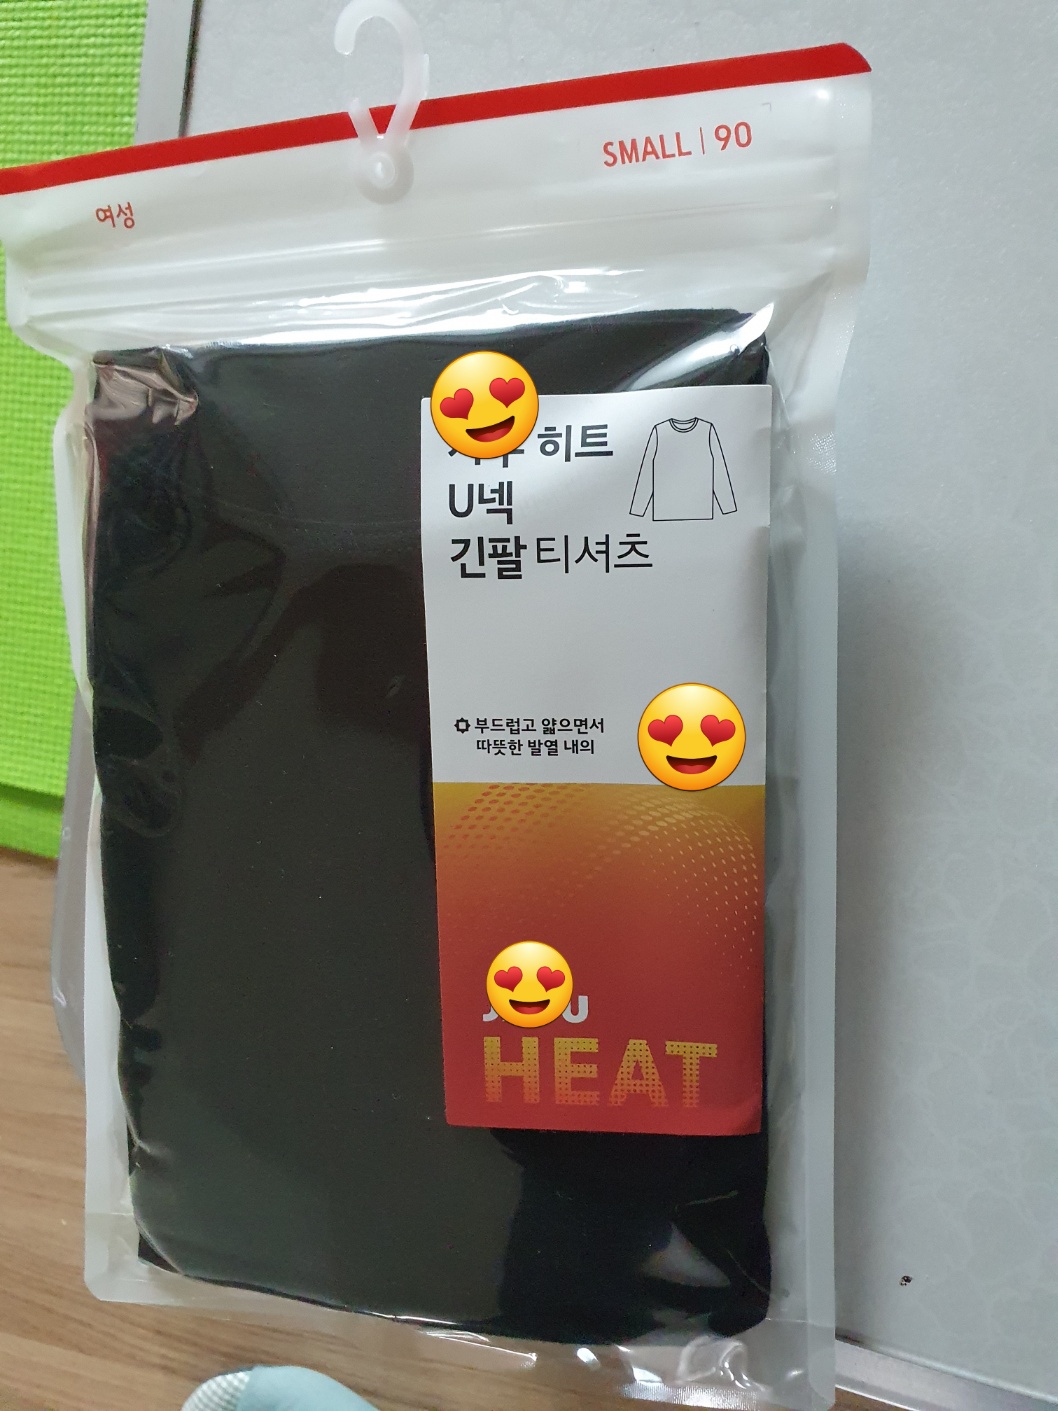 여성
SMALL | 90
히트
U넥
긴팔 티셔츠
부드럽고 얇으면서
따뜻한 발열 내의
HEAT